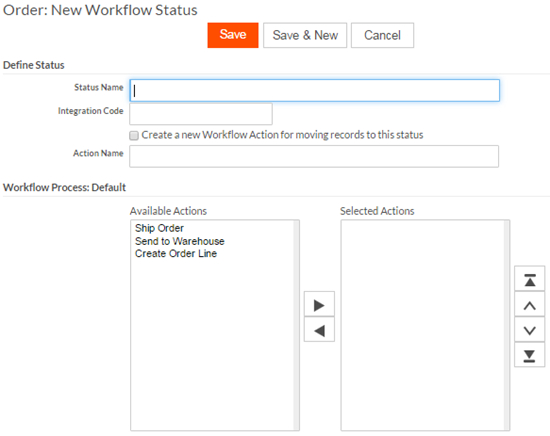 Order: New Workflow Status
Save Save & New Cancel
Define Status
Status Name
Integration Code
Create a new Workflow Action for moving records to this status
Action Name
Workflow Process: Default
Available Actions Selected Actions
Ship Order
Send to Warehouse
Create Order Line